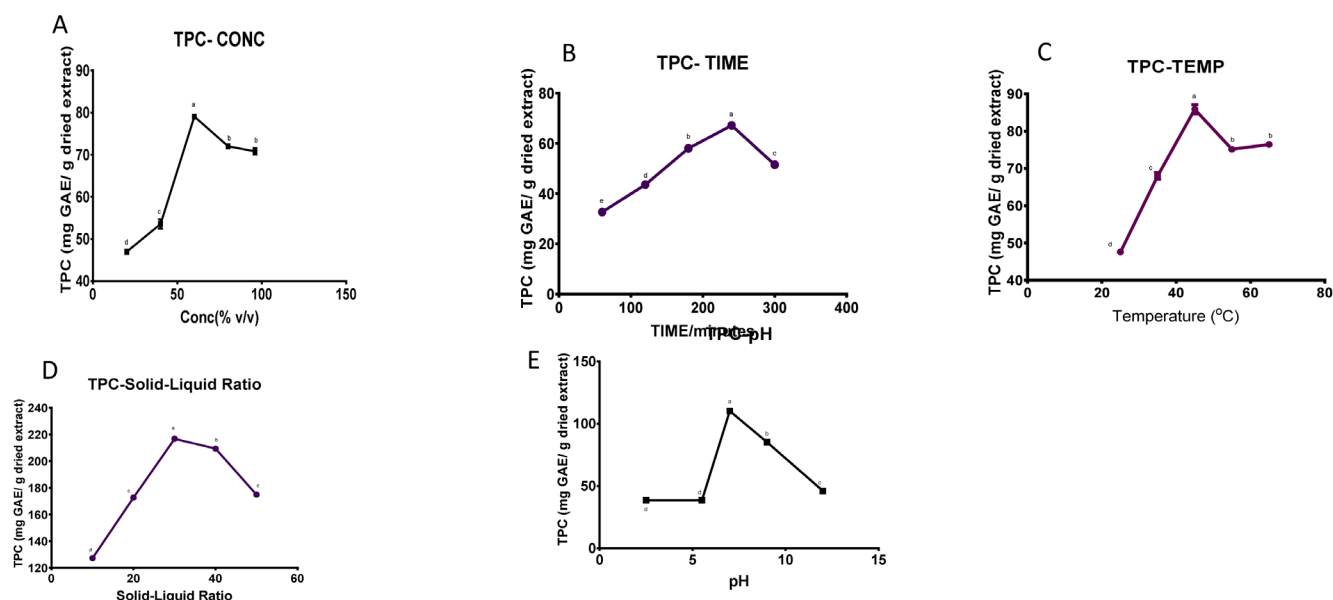 A
TPC- CONC
TPC (mg GAE/ g dried extract)
90
80
70
60
50
40
a
b
b
c
d
0
50
100
150
Conc(% v/v)
B
TPC- TIME
TPC (mg GAE/ g dried extract)
80
60
40
20
0
a
b
c
d
e
0
100
200
300
400
TIME/minutes
C
TPC-TEMP
TPC (mg GAE/ g dried extract)
90
80
70
60
50
40
a
b
b
c
d
0
20
40
60
80
Temperature (°C)
D
TPC-Solid-Liquid Ratio
TPC (mg GAE/ g dried extract)
240
220
200
180
160
140
120
a
b
c
c
d
0
20
40
60
Solid-Liquid Ratio
E
TPC-pH
TPC (mg GAE/ g dried extract)
150
100
50
0
a
b
c
d
d
0
5
10
15
pH